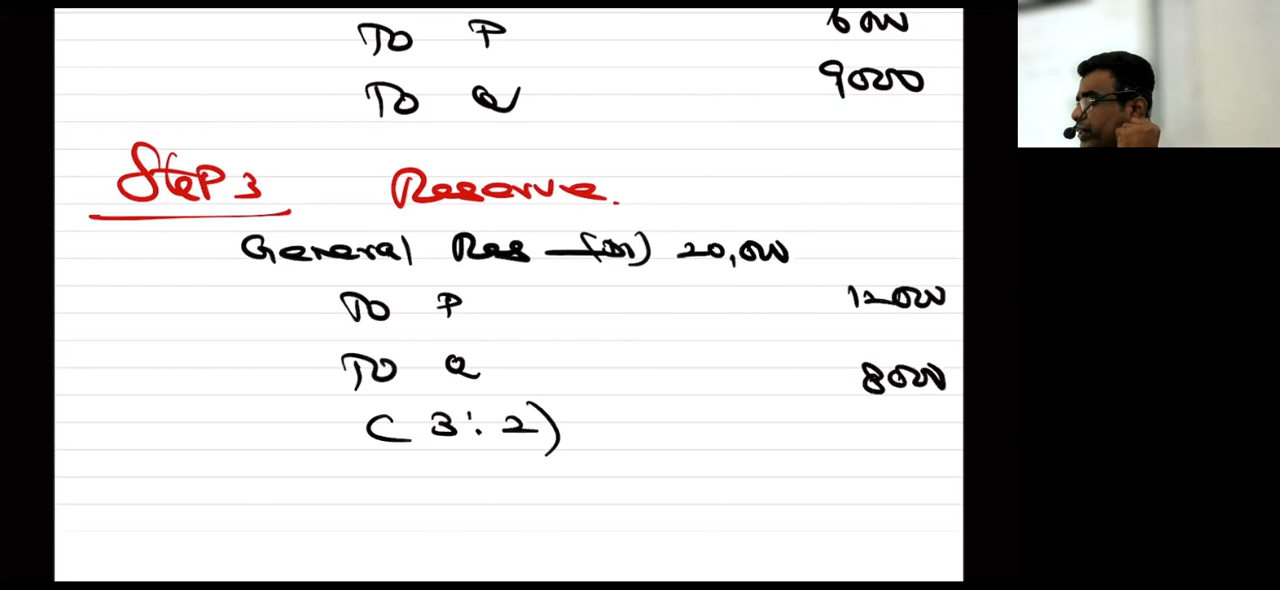 To P 6000
To Q 9000
Step 3 Reserve.
General Res —(Dr) 20,000
To P 12000
To Q 8000
(3:2)